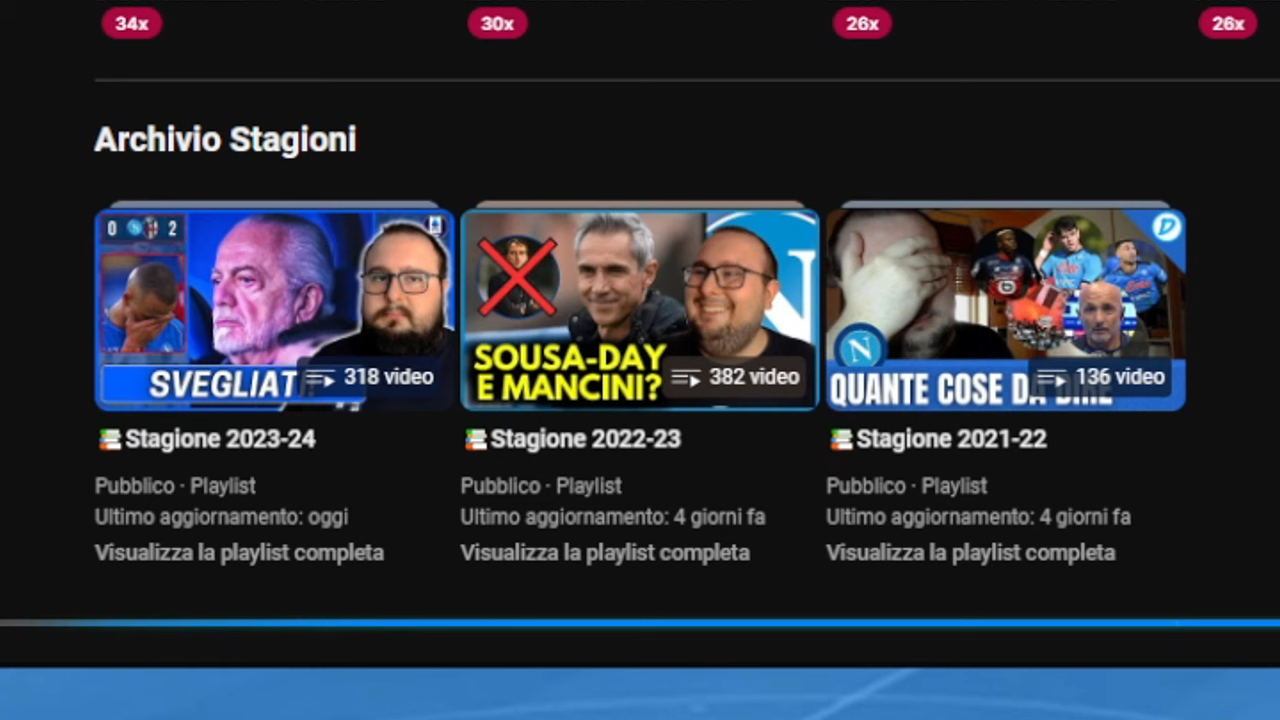 34x
30x
26x
26x
Archivio Stagioni
0 2
SVEGLIAT
318 video
SOUSA-DAY
E MANCINI?
382 video
N
D
N
QUANTE COSE DA DIRE
136 video
Stagione 2023-24
Stagione 2022-23
Stagione 2021-22
Pubblico · Playlist
Pubblico · Playlist
Pubblico · Playlist
Ultimo aggiornamento: oggi
Ultimo aggiornamento: 4 giorni fa
Ultimo aggiornamento: 4 giorni fa
Visualizza la playlist completa
Visualizza la playlist completa
Visualizza la playlist completa